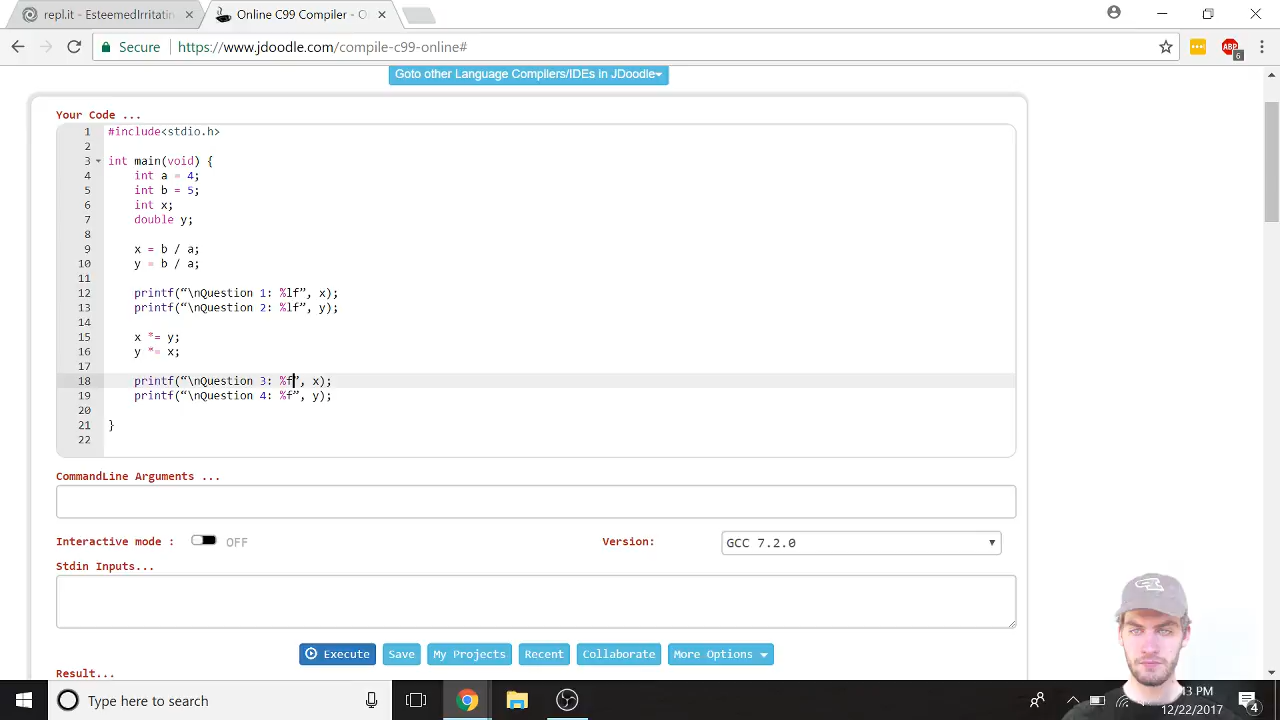 repl.it - EsteemedIrritatin
Online C99 Compiler - O
Secure
https://www.jdoodle.com/compile-c99-online#
ABP
6
Goto other Language Compilers/IDEs in JDoodle
Your Code ...
1 #include<stdio.h>
2
3 int main(void) {
4 int a = 4;
5 int b = 5;
6 int x;
7 double y;
8
9 x = b / a;
10 y = b / a;
11
12 printf(“\nQuestion 1: %lf”, x);
13 printf(“\nQuestion 2: %lf”, y);
14
15 x *= y;
16 y *= x;
17
18 printf(“\nQuestion 3: %f”, x);
19 printf(“\nQuestion 4: %f”, y);
20
21 }
22
CommandLine Arguments ...
Interactive mode : OFF
Version: GCC 7.2.0
Stdin Inputs...
Execute Save My Projects Recent Collaborate More Options
Result...
Type here to search
13 PM
12/22/2017
4